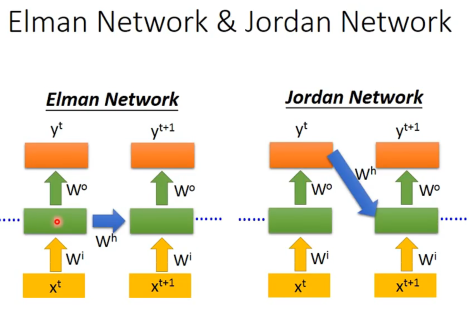 Elman Network & Jordan Network
Elman Network
y^t
y^t+1
W^o
W^o
W^h
W^i
W^i
x^t
x^t+1
Jordan Network
y^t
y^t+1
W^h
W^o
W^o
W^i
W^i
x^t
x^t+1